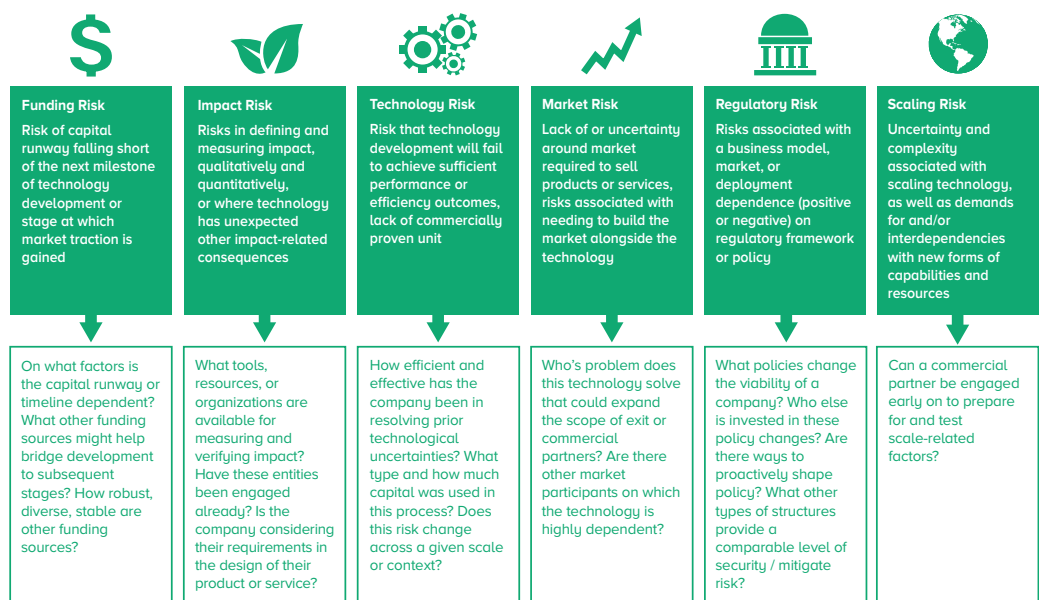 Funding Risk
Risk of capital
runway falling short
of the next milestone
of technology
development or
stage at which
market traction is
gained
Impact Risk
Risks in defining and
measuring impact,
qualitatively and
quantitatively,
or where technology
has unexpected
other impact-related
consequences
Technology Risk
Risk that technology
development will fail
to achieve sufficient
performance or
efficiency outcomes,
lack of commercially
proven unit
Market Risk
Lack of or uncertainty
around market
required to sell
products or services,
risks associated with
needing to build the
market alongside the
technology
Regulatory Risk
Risks associated with
a business model,
market, or
deployment
dependence (positive
or negative) on
regulatory framework
or policy
Scaling Risk
Uncertainty and
complexity
associated with
scaling technology,
as well as demands
for and/or
interdependencies
with new forms of
capabilities and
resources
On what factors is
the capital runway or
timeline dependent?
What other funding
sources might help
bridge development
to subsequent
stages? How robust,
diverse, stable are
other funding
sources?
What tools,
resources, or
organizations are
available for
measuring and
verifying impact?
Have these entities
been engaged
already? Is the
company considering
their requirements in
the design of their
product or service?
How efficient and
effective has the
company been in
resolving prior
technological
uncertainties? What
type and how much
capital was used in
this process? Does
this risk change
across a given scale
or context?
Who's problem does
this technology solve
that could expand
the scope of exit or
commercial
partners? Are there
other market
participants on which
the technology is
highly dependent?
What policies change
the viability of a
company? Who else
is invested in these
policy changes? Are
there ways to
proactively shape
policy? What other
types of structures
provide a
comparable level of
security / mitigate
risk?
Can a commercial
partner be engaged
early on to prepare
for and test
scale-related
factors?